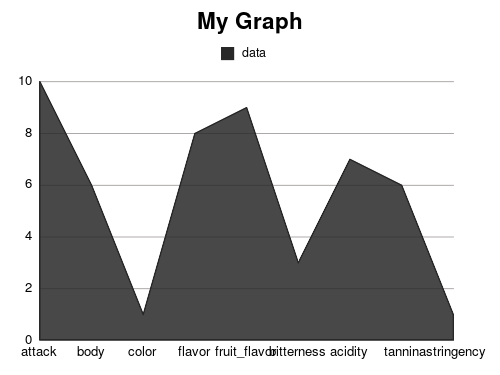 My Graph
data
10
8
6
4
2
0
attack body color flavor fruit_flavor bitterness acidity tannin astringency